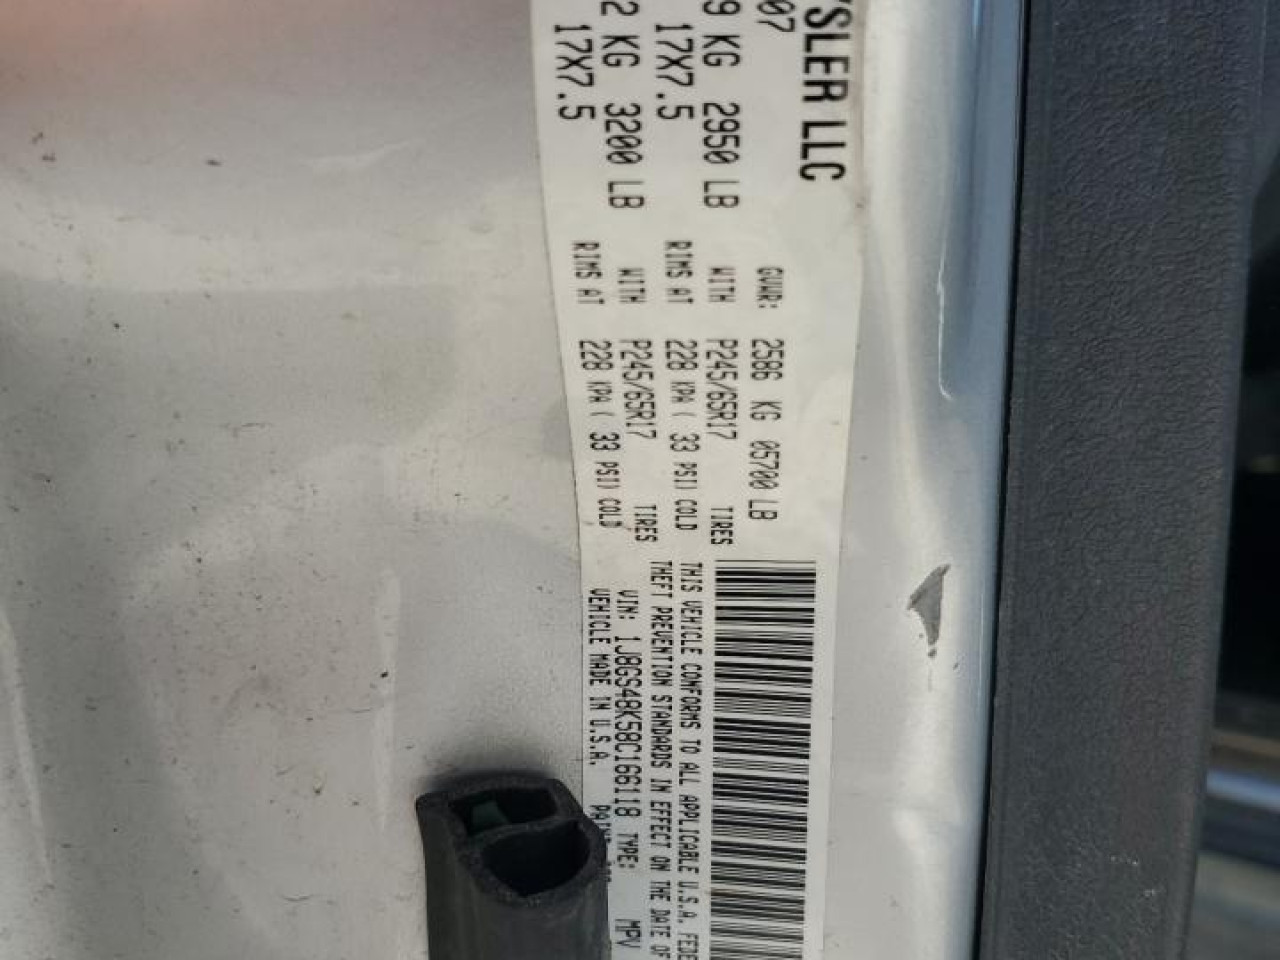 YSLER LLC
07
GVWR: 2586 KG 05700 LB
9 KG 2950 LB WITH P245/65R17 TIRES
17X7.5 RIMS AT 228 KPA ( 33 PSI) COLD
2 KG 3200 LB WITH P245/65R17 TIRES
17X7.5 RIMS AT 228 KPA ( 33 PSI) COLD
THIS VEHICLE CONFORMS TO ALL APPLICABLE U.S.A. FEDE
THEFT PREVENTION STANDARDS IN EFFECT ON THE DATE OF
VIN: 1J8GS48K58C166118 TYPE: MPV
VEHICLE MADE IN U.S.A.